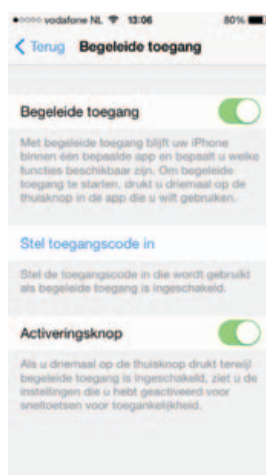 vodafone NL 13:06 80%
Terug Begeleide toegang
Begeleide toegang
Met begeleide toegang blijft uw iPhone
binnen één bepaalde app en bepaalt u welke
functies beschikbaar zijn. Om begeleide
toegang te starten, drukt u driemaal op de
thuisknop in de app die u wilt gebruiken.
Stel toegangscode in
Stel de toegangscode in die wordt gebruikt
als begeleide toegang is ingeschakeld.
Activeringsknop
Als u driemaal op de thuisknop drukt terwijl
begeleide toegang is ingeschakeld, ziet u de
instellingen die u hebt geactiveerd voor
sneltoetsen voor toegankelijkheid.